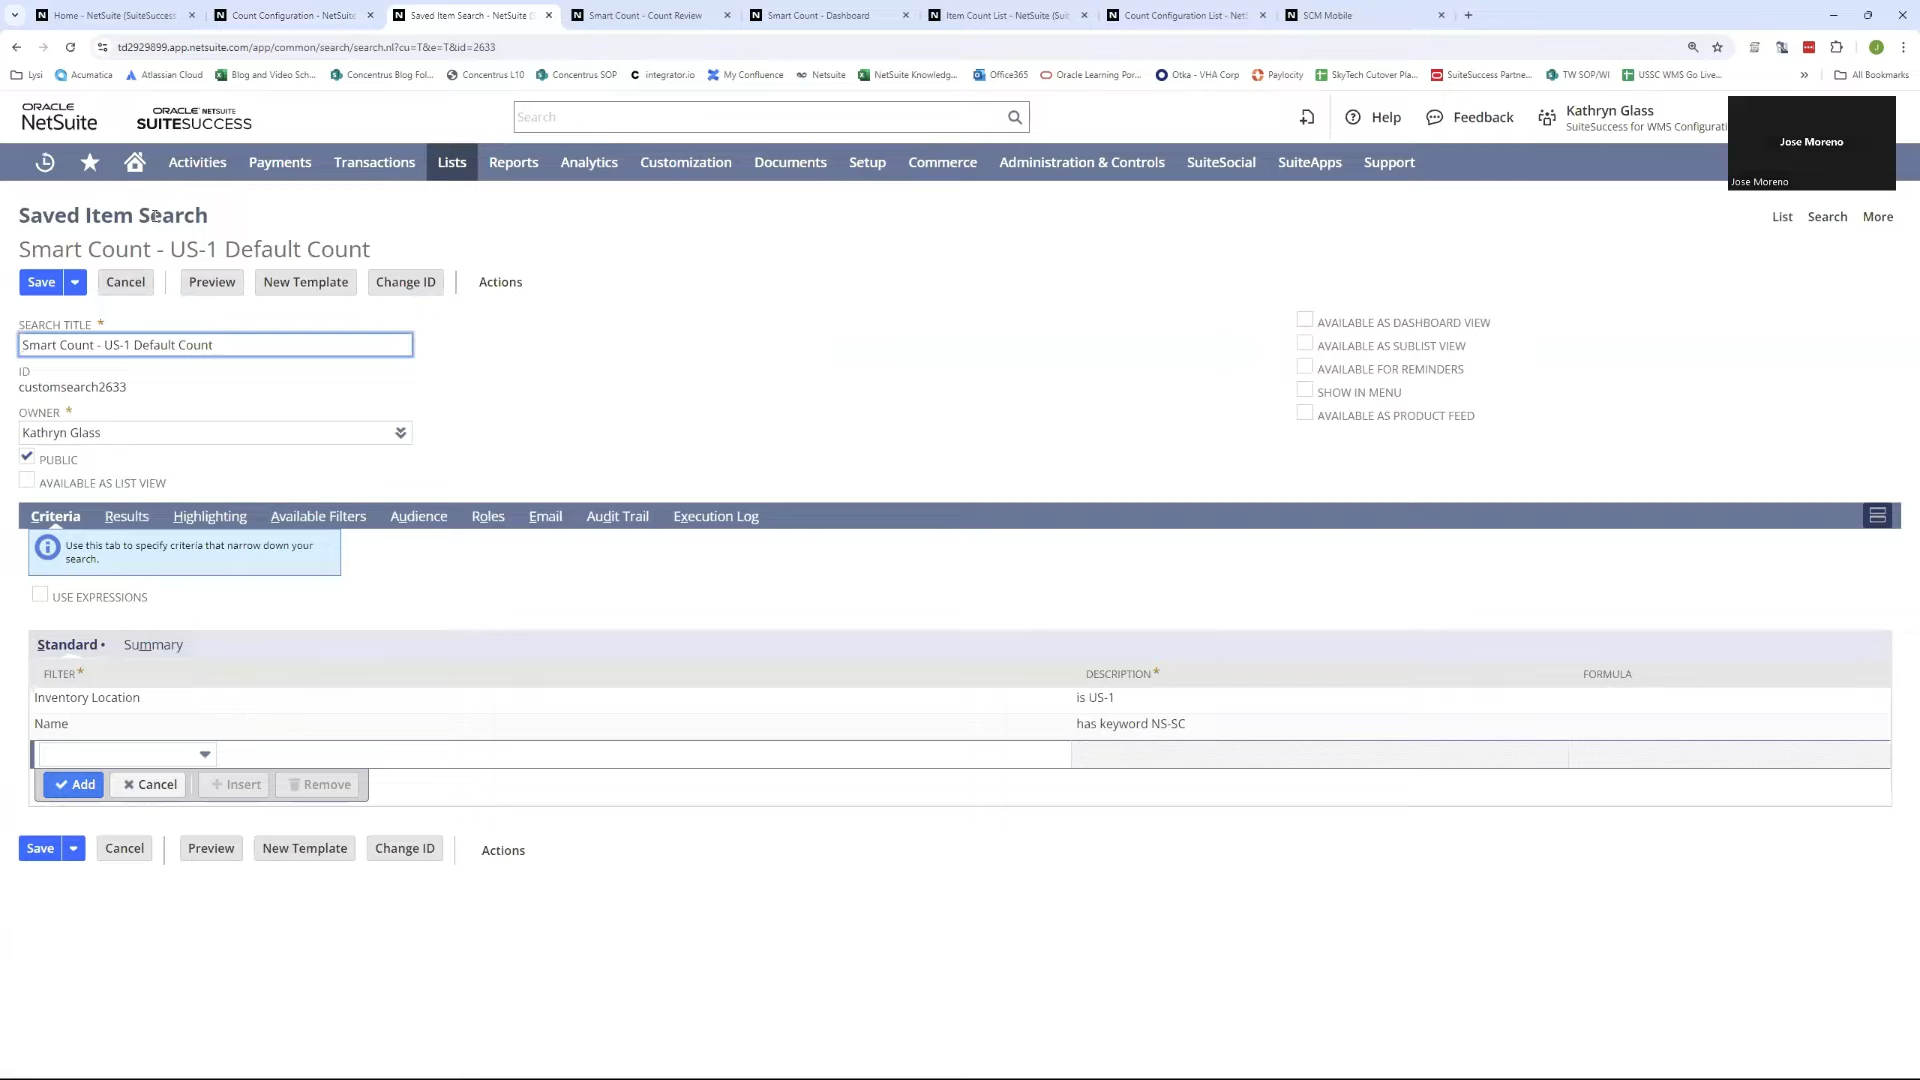 Home - NetSuite (SuiteSuccess
Count Configuration - NetSuite
Saved Item Search - NetSuite (
Smart Count - Count Review
Smart Count - Dashboard
Item Count List - NetSuite (Sui
Count Configuration List - Net
SCM Mobile
td2929899.app.netsuite.com/app/common/search/search.nl?cu=T&e=T&id=2633
J
Lysi
Acumatica
Atlassian Cloud
Blog and Video Sch...
Concentrus Blog Fol...
Concentrus L10
Concentrus SOP
integrator.io
My Confluence
Netsuite
NetSuite Knowledg...
Office365
Oracle Learning Por...
Otka - VHA Corp
Paylocity
SkyTech Cutover Pla...
SuiteSuccess Partne...
TW SOP/WI
USSC WMS Go Live...
All Bookmarks
ORACLE
NetSuite
ORACLE NETSUITE
SUITESUCCESS
Search
Help
Feedback
Kathryn Glass
SuiteSuccess for WMS Configurati
Jose Moreno
Jose Moreno
Activities
Payments
Transactions
Lists
Reports
Analytics
Customization
Documents
Setup
Commerce
Administration & Controls
SuiteSocial
SuiteApps
Support
Saved Item Search
List
Search
More
Smart Count - US-1 Default Count
Save
Cancel
Preview
New Template
Change ID
Actions
SEARCH TITLE *
Smart Count - US-1 Default Count
ID
customsearch2633
OWNER *
Kathryn Glass
PUBLIC
AVAILABLE AS LIST VIEW
AVAILABLE AS DASHBOARD VIEW
AVAILABLE AS SUBLIST VIEW
AVAILABLE FOR REMINDERS
SHOW IN MENU
AVAILABLE AS PRODUCT FEED
Criteria
Results
Highlighting
Available Filters
Audience
Roles
Email
Audit Trail
Execution Log
Use this tab to specify criteria that narrow down your
search.
USE EXPRESSIONS
Standard •
Summary
FILTER *
DESCRIPTION *
FORMULA
Inventory Location
is US-1
Name
has keyword NS-SC
Add
Cancel
Insert
Remove
Save
Cancel
Preview
New Template
Change ID
Actions